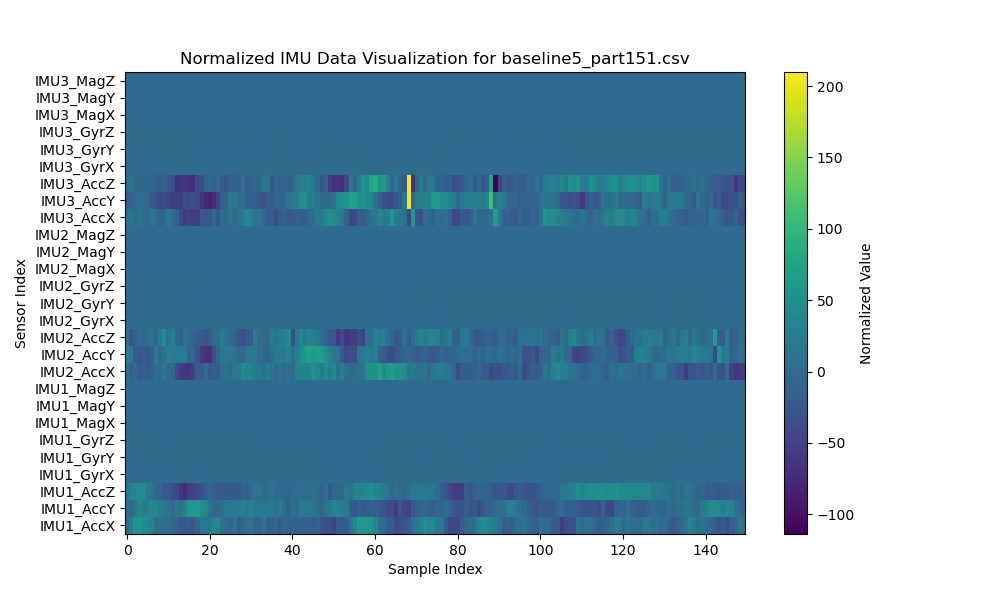 Normalized IMU Data Visualization for baseline5_part151.csv
IMU3_MagZ
IMU3_MagY
IMU3_MagX
IMU3_GyrZ
IMU3_GyrY
IMU3_GyrX
IMU3_AccZ
IMU3_AccY
IMU3_AccX
IMU2_MagZ
IMU2_MagY
IMU2_MagX
IMU2_GyrZ
IMU2_GyrY
IMU2_GyrX
IMU2_AccZ
IMU2_AccY
IMU2_AccX
IMU1_MagZ
IMU1_MagY
IMU1_MagX
IMU1_GyrZ
IMU1_GyrY
IMU1_GyrX
IMU1_AccZ
IMU1_AccY
IMU1_AccX
Sensor Index
0 20 40 60 80 100 120 140
Sample Index
200
150
100
50
0
−50
−100
Normalized Value